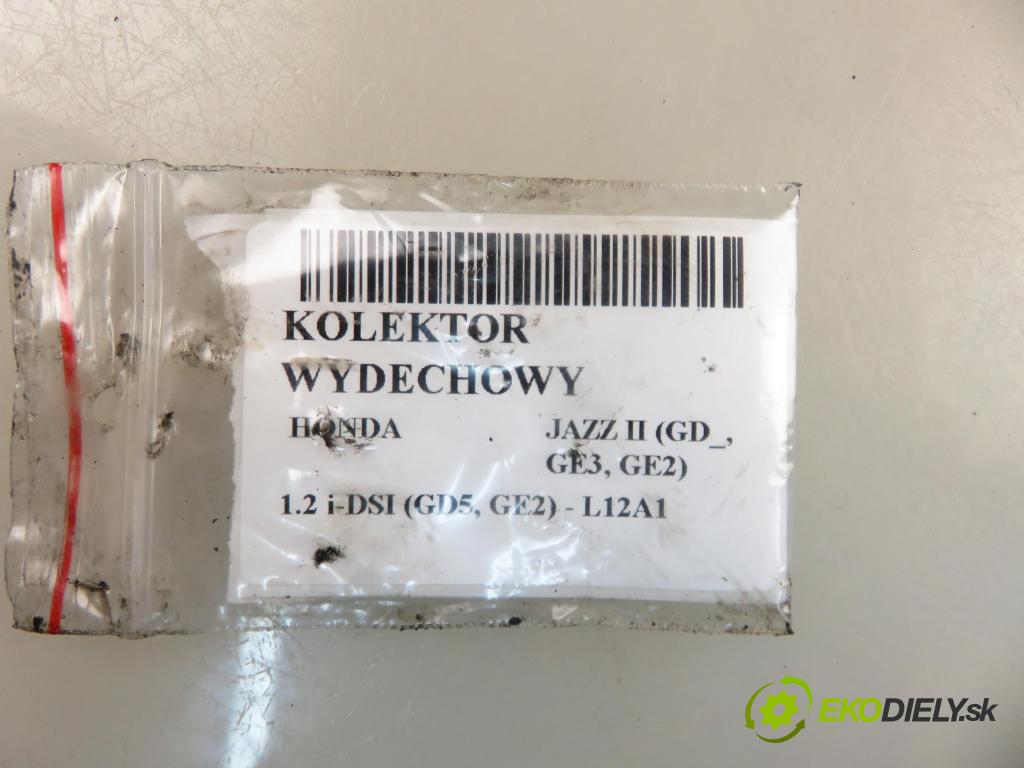 KOLEKTOR
WYDECHOWY
HONDA
JAZZ II (GD_,
GE3, GE2)
1.2 i-DSI (GD5, GE2) - L12A1
EKODIELY.sk